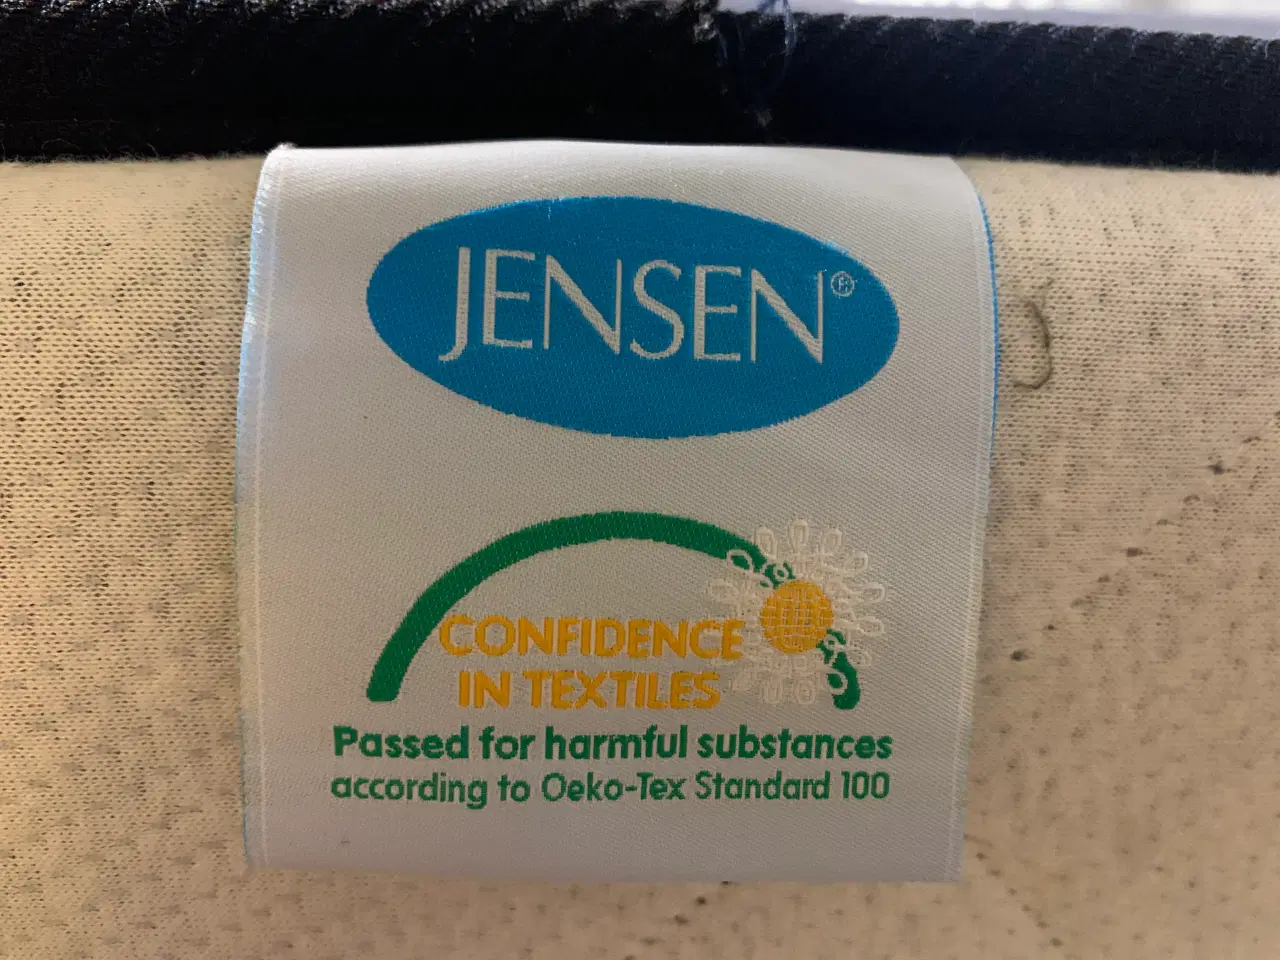 JENSEN®
CONFIDENCE
IN TEXTILES
Passed for harmful substances
according to Oeko-Tex Standard 100